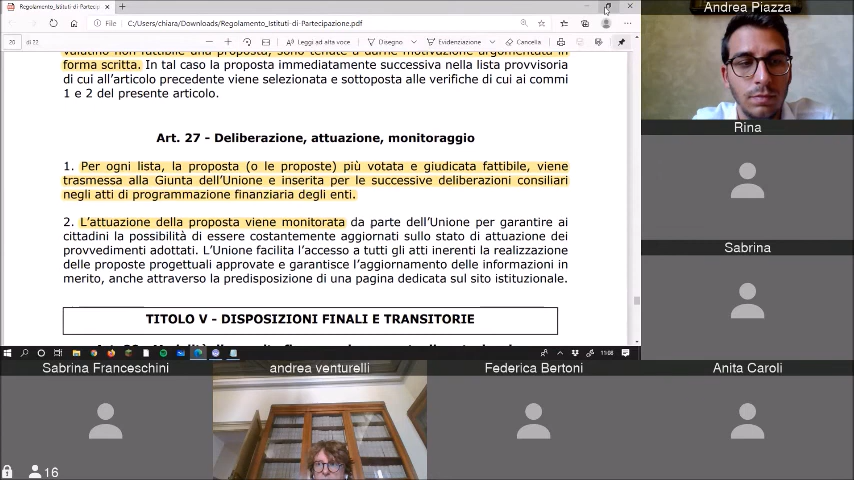 Regolamento_Istituti di-Partecip
File
C:/Users/chiara/Downloads/Regolamento_Istituti di-Partecipazione.pdf
20
di 22
Leggi ad alta voce
Disegno
Evidenziazione
Cancella
valutino non fattibile una proposta, sono tenute a darne motivazione argomentata in
forma scritta. In tal caso la proposta immediatamente successiva nella lista provvisoria
di cui all'articolo precedente viene selezionata e sottoposta alle verifiche di cui ai commi
1 e 2 del presente articolo.
Art. 27 - Deliberazione, attuazione, monitoraggio
1. Per ogni lista, la proposta (o le proposte) più votata e giudicata fattibile, viene
trasmessa alla Giunta dell'Unione e inserita per le successive deliberazioni consiliari
negli atti di programmazione finanziaria degli enti.
2. L'attuazione della proposta viene monitorata da parte dell'Unione per garantire ai
cittadini la possibilità di essere costantemente aggiornati sullo stato di attuazione dei
provvedimenti adottati. L'Unione facilita l'accesso a tutti gli atti inerenti la realizzazione
delle proposte progettuali approvate e garantisce l'aggiornamento delle informazioni in
merito, anche attraverso la predisposizione di una pagina dedicata sul sito istituzionale.
TITOLO V - DISPOSIZIONI FINALI E TRANSITORIE
11:08
Andrea Piazza
Rina
Sabrina
Sabrina Franceschini
andrea venturelli
Federica Bertoni
Anita Caroli
16